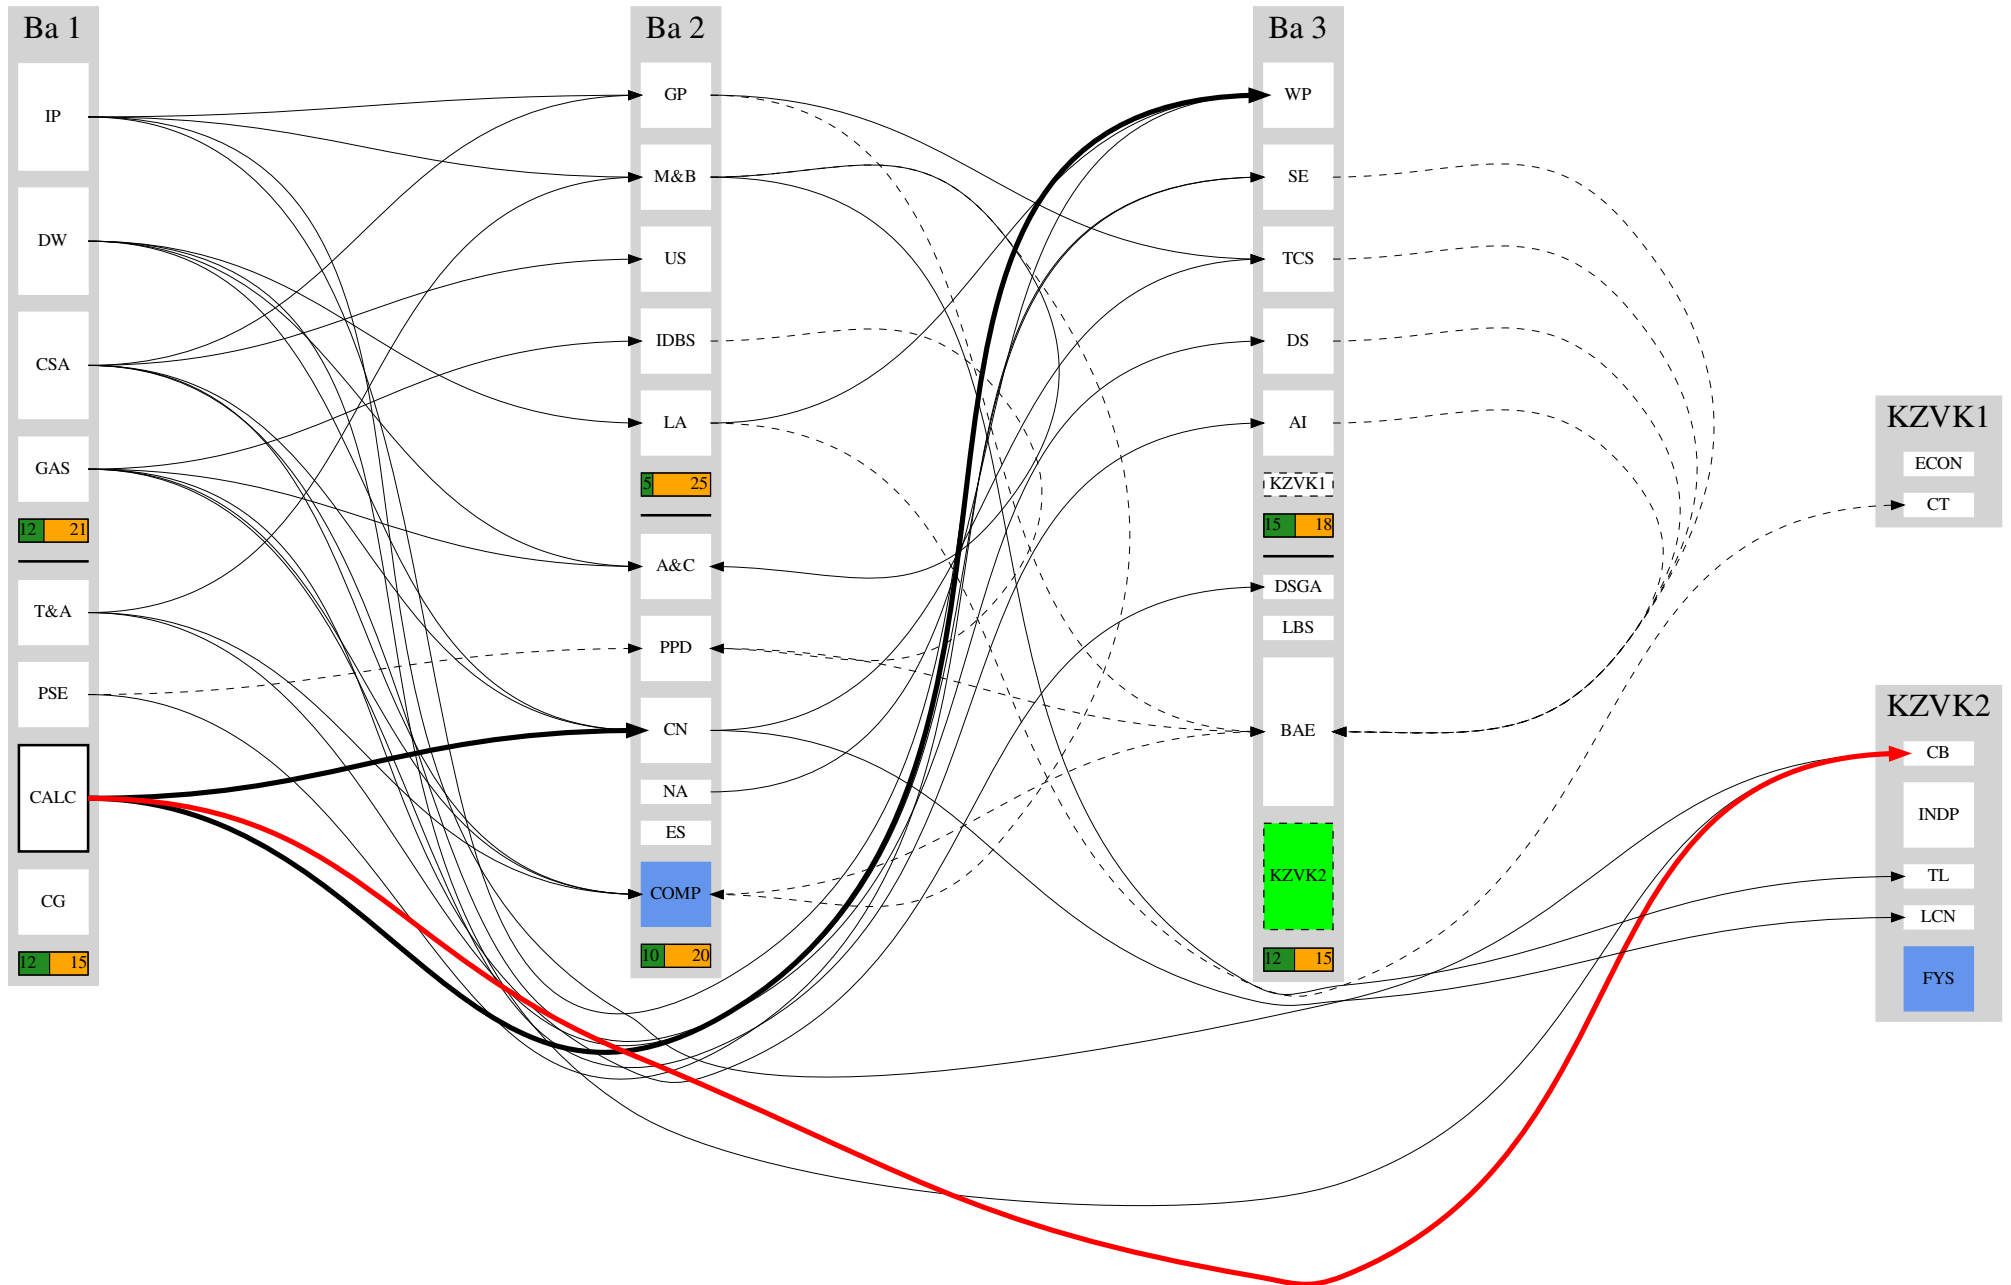 Ba 1
IP
DW
CSA
GAS
12 21
T&A
PSE
CALC
CG
12 15
Ba 2
GP
M&B
US
IDBS
LA
5 25
A&C
PPD
CN
NA
ES
COMP
10 20
Ba 3
WP
SE
TCS
DS
AI
KZVK1
15 18
DSGA
LBS
BAE
KZVK2
12 15
KZVK1
ECON
CT
KZVK2
CB
INDP
TL
LCN
FYS